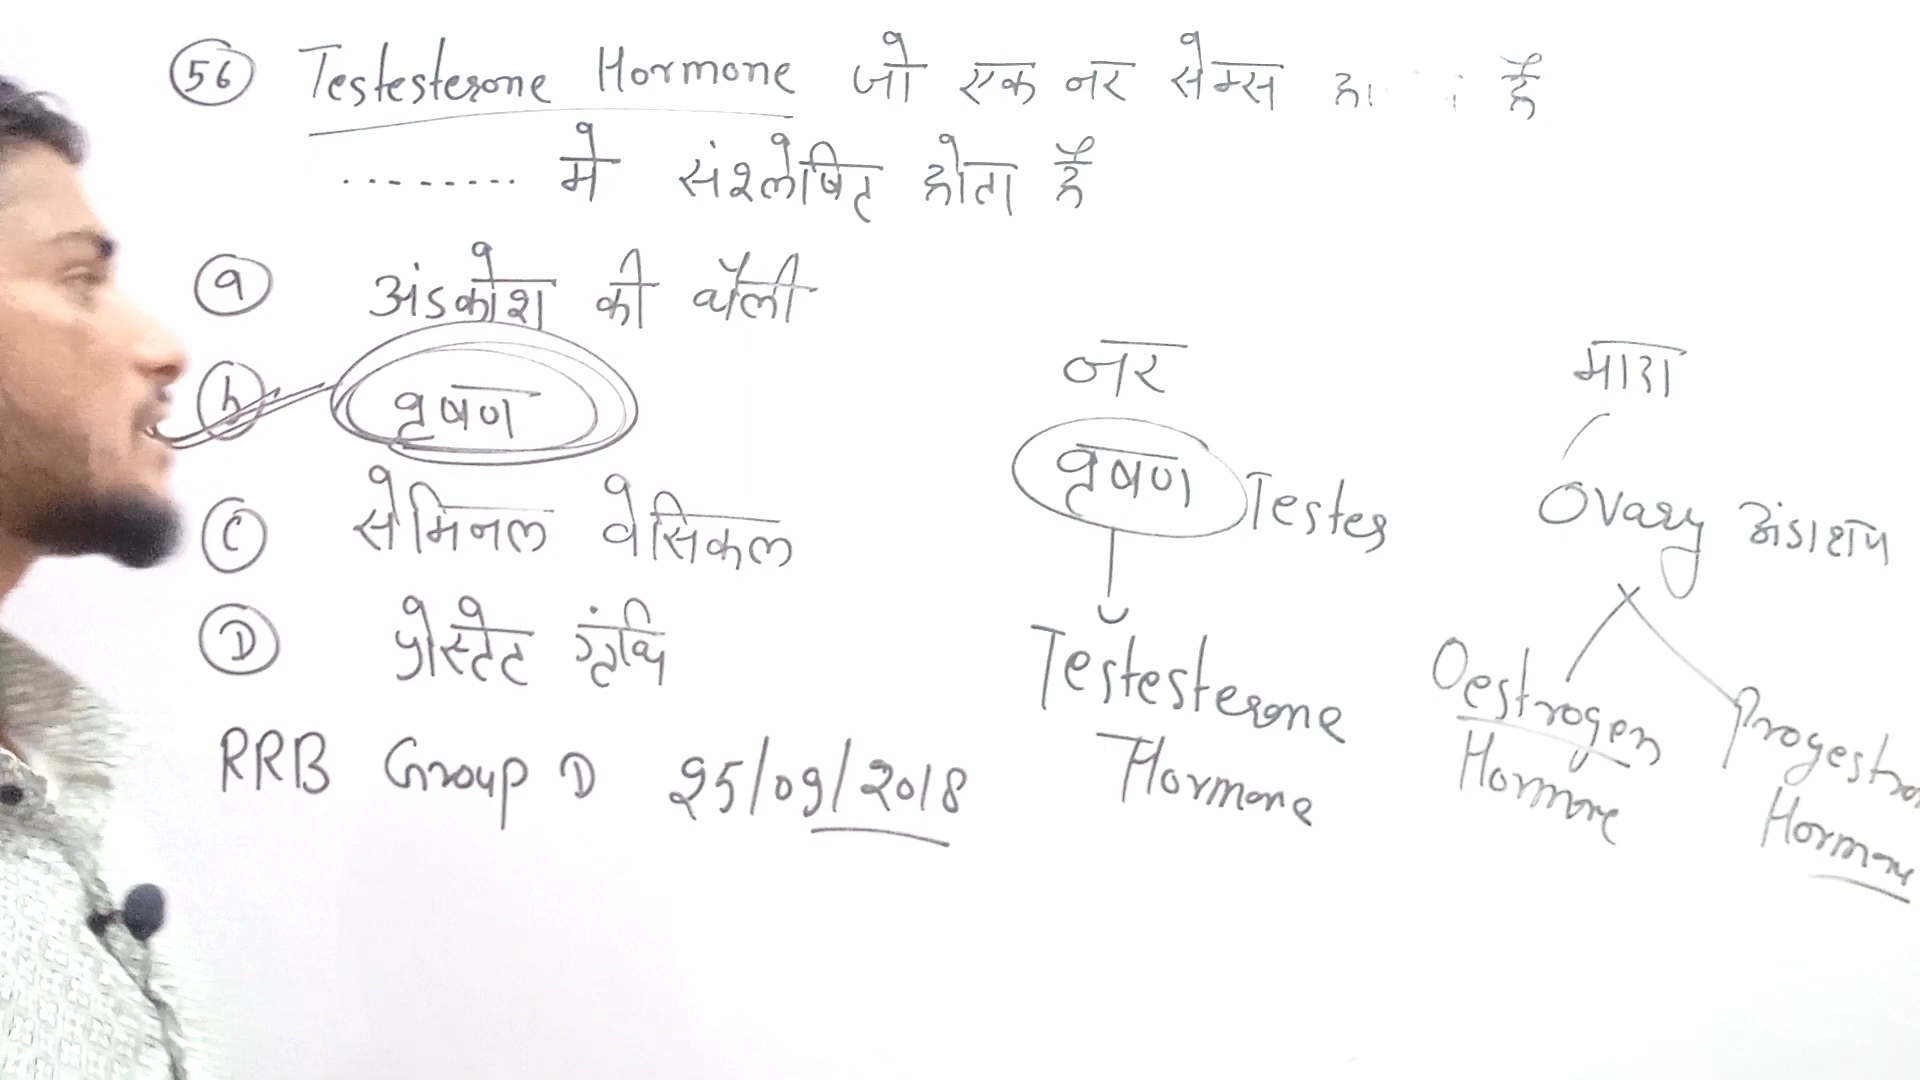 56 Testesterone Hormone जो एक नर सेक्स है
........ मे संश्लेषित होता है
a अंडकोश की थैली
b वृषण
C सेमिनल वेसिकल
D प्रोस्टेट ग्रंथि
RRB Group D 25/09/2018
नर
वृषण Testes
Testesterone
Hormone
मादा
Ovary अंडाशय
Oestrogen
Hormone
Progestro
Hormone